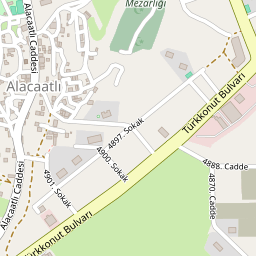 Mezarlığı
Alacaatlı Caddesi
Alacaatlı
Türkkonut Bulvarı
4897. Sokak
4900. Sokak
4888. Cadde
4901. Sokak
4870. Cadde
Alacaatlı Caddesi
Türkkonut Bulvarı